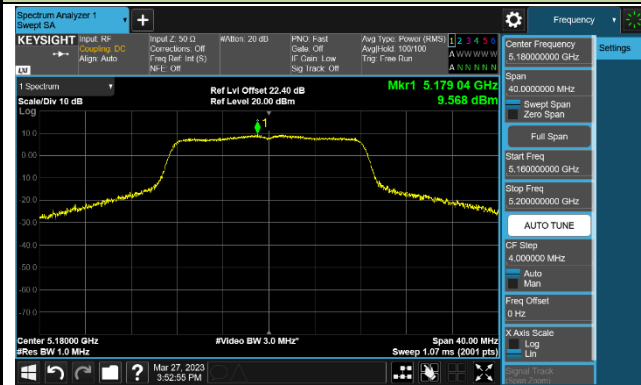 Spectrum Analyzer 1
Swept SA
Frequency
KEYSIGHT
Input: RF
Coupling: DC
Align: Auto
Input Z: 50 Ω
Corrections: Off
Freq Ref: Int (S)
NFE: Off
#Atten: 20 dB
PNO: Fast
Gate: Off
IF Gain: Low
Sig Track: Off
Avg Type: Power (RMS)
Avg|Hold: 100/100
Trig: Free Run
1 2 3 4 5 6
A W W W W W
A N N N N N
LXI
1 Spectrum
Scale/Div 10 dB
Log
Ref Lvl Offset 22.40 dB
Ref Level 20.00 dBm
Mkr1 5.179 04 GHz
9.568 dBm
1
10.0
0.00
-10.0
-20.0
-30.0
-40.0
-50.0
-60.0
-70.0
Center 5.18000 GHz
#Res BW 1.0 MHz
#Video BW 3.0 MHz*
Span 40.00 MHz
Sweep 1.07 ms (2001 pts)
Mar 27, 2023
3:52:55 PM
Center Frequency
5.180000000 GHz
Settings
Span
40.0000000 MHz
Swept Span
Zero Span
Full Span
Start Freq
5.160000000 GHz
Stop Freq
5.200000000 GHz
AUTO TUNE
CF Step
4.000000 MHz
Auto
Man
Freq Offset
0 Hz
X Axis Scale
Log
Lin
Signal Track
(Span Zoom)